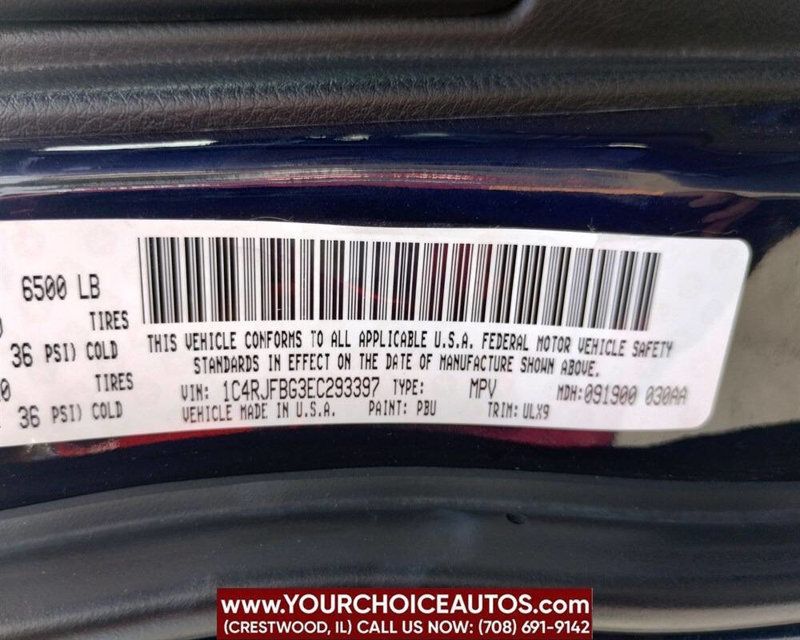 6500 LB
TIRES
36 PSI) COLD
TIRES
36 PSI) COLD
THIS VEHICLE CONFORMS TO ALL APPLICABLE U.S.A. FEDERAL MOTOR VEHICLE SAFETY
STANDARDS IN EFFECT ON THE DATE OF MANUFACTURE SHOWN ABOVE.
VIN: 1C4RJFBG3EC293397 TYPE: MPV MDH:091900 030AA
VEHICLE MADE IN U.S.A. PAINT: PBU TRIM: ULX9
www.YOURCHOICEAUTOS.com
(CRESTWOOD, IL) CALL US NOW: (708) 691-9142